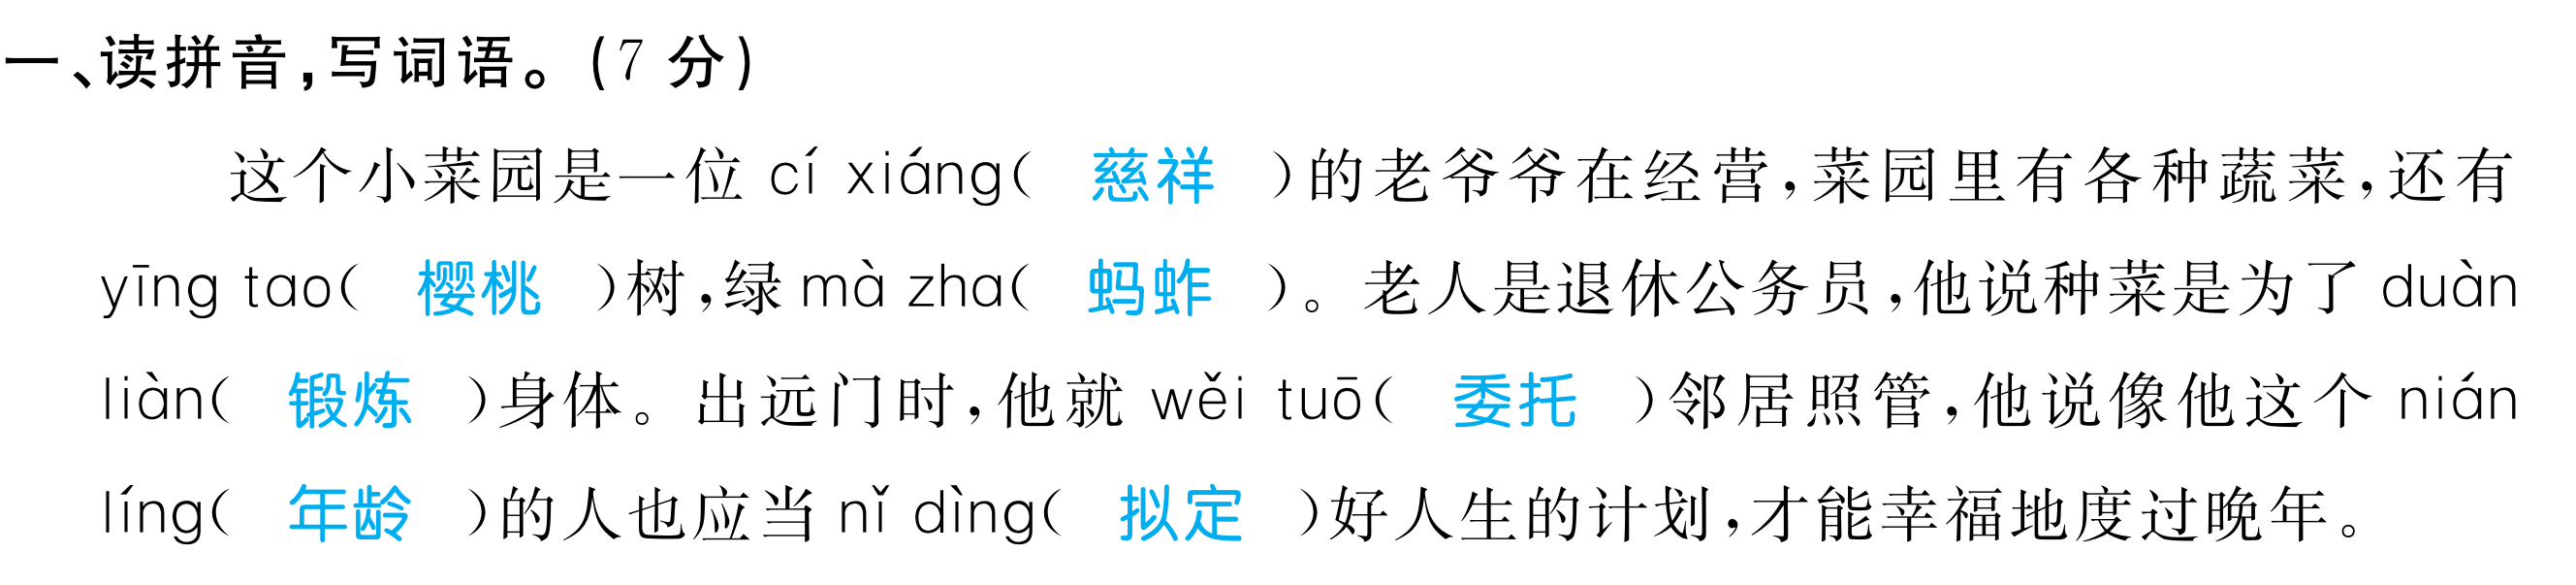 一、读拼音,写词语。(7 分)
这个小菜园是一位 cí xiáng( 慈祥 )的老爷爷在经营,菜园里有各种蔬菜,还有
yīng tao( 樱桃 )树,绿 mà zha( 蚂蚱 )。老人是退休公务员,他说种菜是为了 duàn
liàn( 锻炼 )身体。出远门时,他就 wěi tuō( 委托 )邻居照管,他说像他这个 nián
líng( 年龄 )的人也应当 nǐ dìng( 拟定 )好人生的计划,才能幸福地度过晚年。